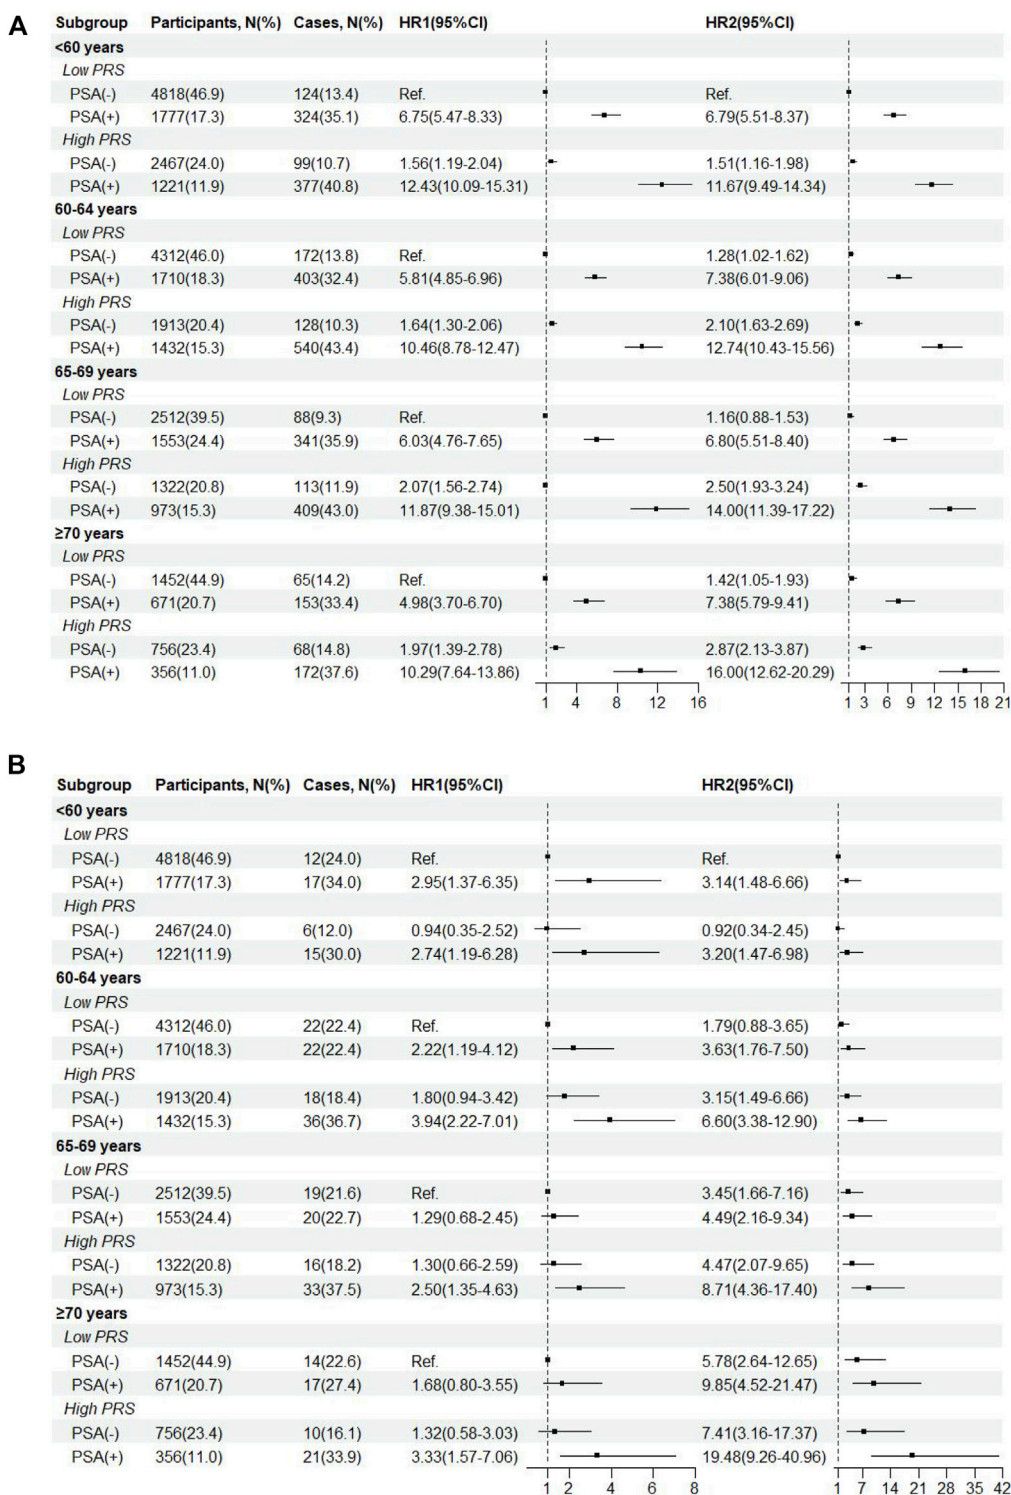 A
Subgroup Participants, N(%) Cases, N(%) HR1(95%CI) HR2(95%CI)
<60 years
Low PRS
PSA(-) 4818(46.9) 124(13.4) Ref. Ref.
PSA(+) 1777(17.3) 324(35.1) 6.75(5.47-8.33) 6.79(5.51-8.37)
High PRS
PSA(-) 2467(24.0) 99(10.7) 1.56(1.19-2.04) 1.51(1.16-1.98)
PSA(+) 1221(11.9) 377(40.8) 12.43(10.09-15.31) 11.67(9.49-14.34)
60-64 years
Low PRS
PSA(-) 4312(46.0) 172(13.8) Ref. 1.28(1.02-1.62)
PSA(+) 1710(18.3) 403(32.4) 5.81(4.85-6.96) 7.38(6.01-9.06)
High PRS
PSA(-) 1913(20.4) 128(10.3) 1.64(1.30-2.06) 2.10(1.63-2.69)
PSA(+) 1432(15.3) 540(43.4) 10.46(8.78-12.47) 12.74(10.43-15.56)
65-69 years
Low PRS
PSA(-) 2512(39.5) 88(9.3) Ref. 1.16(0.88-1.53)
PSA(+) 1553(24.4) 341(35.9) 6.03(4.76-7.65) 6.80(5.51-8.40)
High PRS
PSA(-) 1322(20.8) 113(11.9) 2.07(1.56-2.74) 2.50(1.93-3.24)
PSA(+) 973(15.3) 409(43.0) 11.87(9.38-15.01) 14.00(11.39-17.22)
≥70 years
Low PRS
PSA(-) 1452(44.9) 65(14.2) Ref. 1.42(1.05-1.93)
PSA(+) 671(20.7) 153(33.4) 4.98(3.70-6.70) 7.38(5.79-9.41)
High PRS
PSA(-) 756(23.4) 68(14.8) 1.97(1.39-2.78) 2.87(2.13-3.87)
PSA(+) 356(11.0) 172(37.6) 10.29(7.64-13.86) 16.00(12.62-20.29)
1 4 8 12 16 1 3 6 9 12 15 18 21
B
Subgroup Participants, N(%) Cases, N(%) HR1(95%CI) HR2(95%CI)
<60 years
Low PRS
PSA(-) 4818(46.9) 12(24.0) Ref. Ref.
PSA(+) 1777(17.3) 17(34.0) 2.95(1.37-6.35) 3.14(1.48-6.66)
High PRS
PSA(-) 2467(24.0) 6(12.0) 0.94(0.35-2.52) 0.92(0.34-2.45)
PSA(+) 1221(11.9) 15(30.0) 2.74(1.19-6.28) 3.20(1.47-6.98)
60-64 years
Low PRS
PSA(-) 4312(46.0) 22(22.4) Ref. 1.79(0.88-3.65)
PSA(+) 1710(18.3) 22(22.4) 2.22(1.19-4.12) 3.63(1.76-7.50)
High PRS
PSA(-) 1913(20.4) 18(18.4) 1.80(0.94-3.42) 3.15(1.49-6.66)
PSA(+) 1432(15.3) 36(36.7) 3.94(2.22-7.01) 6.60(3.38-12.90)
65-69 years
Low PRS
PSA(-) 2512(39.5) 19(21.6) Ref. 3.45(1.66-7.16)
PSA(+) 1553(24.4) 20(22.7) 1.29(0.68-2.45) 4.49(2.16-9.34)
High PRS
PSA(-) 1322(20.8) 16(18.2) 1.30(0.66-2.59) 4.47(2.07-9.65)
PSA(+) 973(15.3) 33(37.5) 2.50(1.35-4.63) 8.71(4.36-17.40)
≥70 years
Low PRS
PSA(-) 1452(44.9) 14(22.6) Ref. 5.78(2.64-12.65)
PSA(+) 671(20.7) 17(27.4) 1.68(0.80-3.55) 9.85(4.52-21.47)
High PRS
PSA(-) 756(23.4) 10(16.1) 1.32(0.58-3.03) 7.41(3.16-17.37)
PSA(+) 356(11.0) 21(33.9) 3.33(1.57-7.06) 19.48(9.26-40.96)
1 2 4 6 8 1 7 14 21 28 35 42